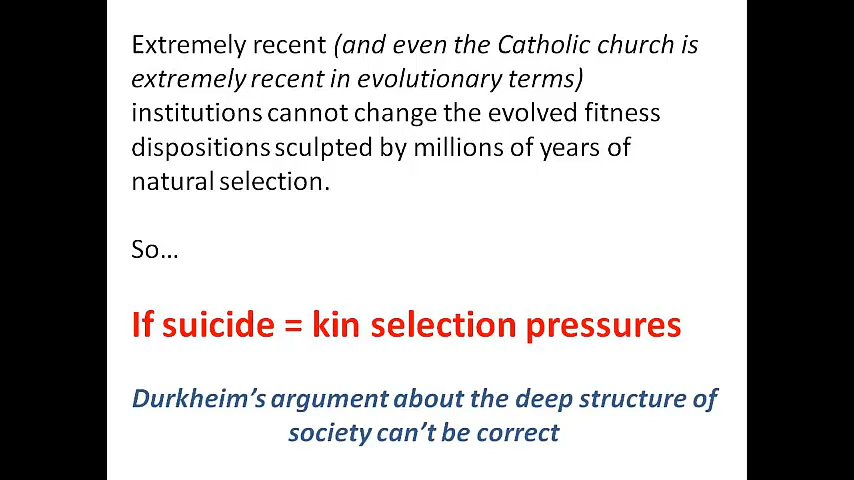 Extremely recent (and even the Catholic church is
extremely recent in evolutionary terms)
institutions cannot change the evolved fitness
dispositions sculpted by millions of years of
natural selection.
So…
If suicide = kin selection pressures
Durkheim’s argument about the deep structure of
society can’t be correct